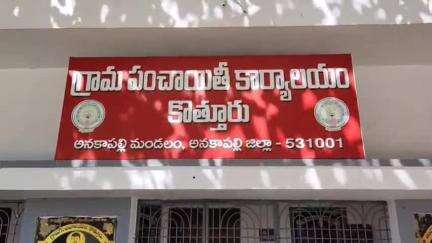 గ్రామ పంచాయితీ కార్యాలయం
కొత్తూరు
అనకాపల్లి మండలం, అనకాపల్లి జిల్లా - 531001